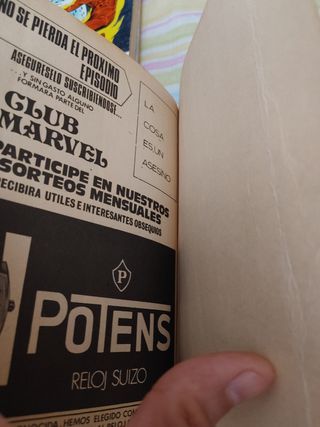 NO SE PIERDA EL PROXIMO
EPISODIO
ASEGURESELO SUSCRIBIENDOSE...
...Y SIN GASTO ALGUNO
FORMARA PARTE DEL
CLUB
MARVEL
PARTICIPE EN NUESTROS
SORTEOS MENSUALES
RECIBIRA UTILES E INTERESANTES OBSEQUIOS
LA
COSA
ES UN
ASESINO
P
POTENS
RELOJ SUIZO
HEMOS ELEGIDO